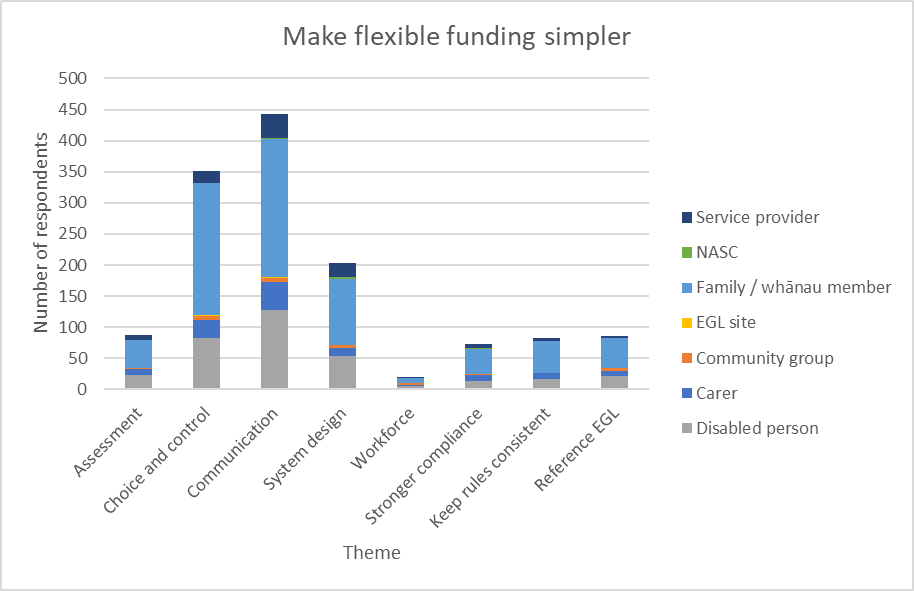 Make flexible funding simpler
500
450
400
350
300
250
200
150
100
50
0
Number of respondents
Assessment
Choice and control
Communication
System design
Workforce
Stronger compliance
Keep rules consistent
Reference EGL
Theme
Service provider
NASC
Family / whānau member
EGL site
Community group
Carer
Disabled person